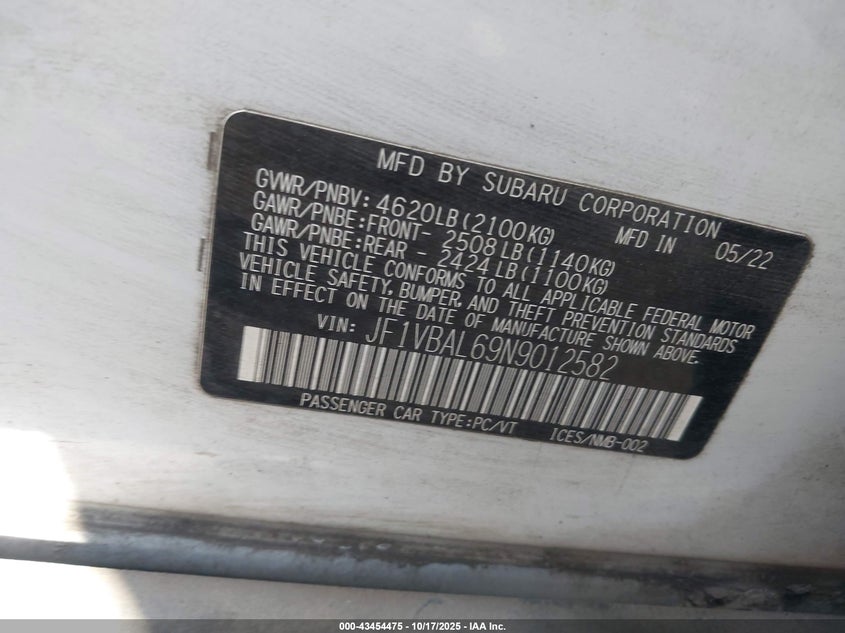 MFD BY SUBARU CORPORATION
GVWR/PNBV: 4620LB(2100KG) MFD IN 05/22
GAWR/PNBE:FRONT- 2508LB(1140KG)
GAWR/PNBE:REAR - 2424LB(1100KG)
THIS VEHICLE CONFORMS TO ALL APPLICABLE FEDERAL MOTOR
VEHICLE SAFETY, BUMPER, AND THEFT PREVENTION STANDARDS
IN EFFECT ON THE DATE OF MANUFACTURE SHOWN ABOVE.
VIN: JF1VBAL69N9012582
PASSENGER CAR TYPE:PC/VT ICES/NMB-002
000-43454475 - 10/17/2025 - IAA Inc.